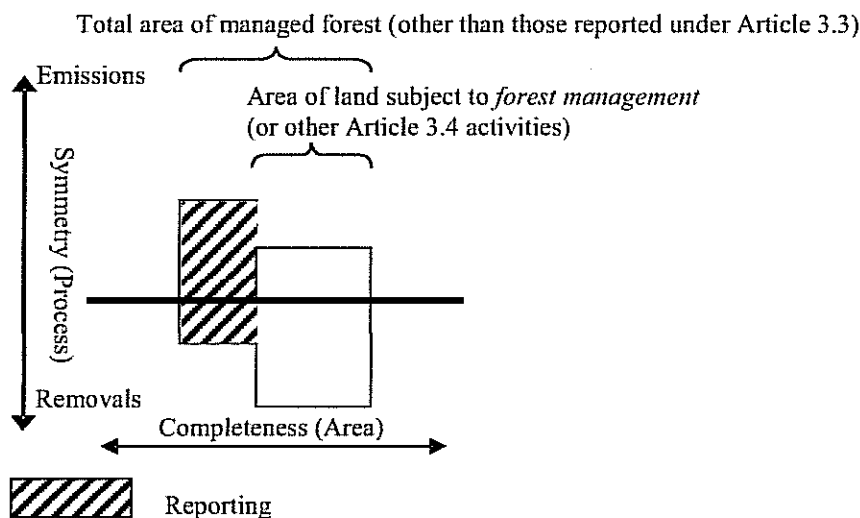 Total area of managed forest (other than those reported under Article 3.3)
Emissions
Area of land subject to forest management
(or other Article 3.4 activities)
Symmetry (Process)
Removals
Completeness (Area)
Reporting